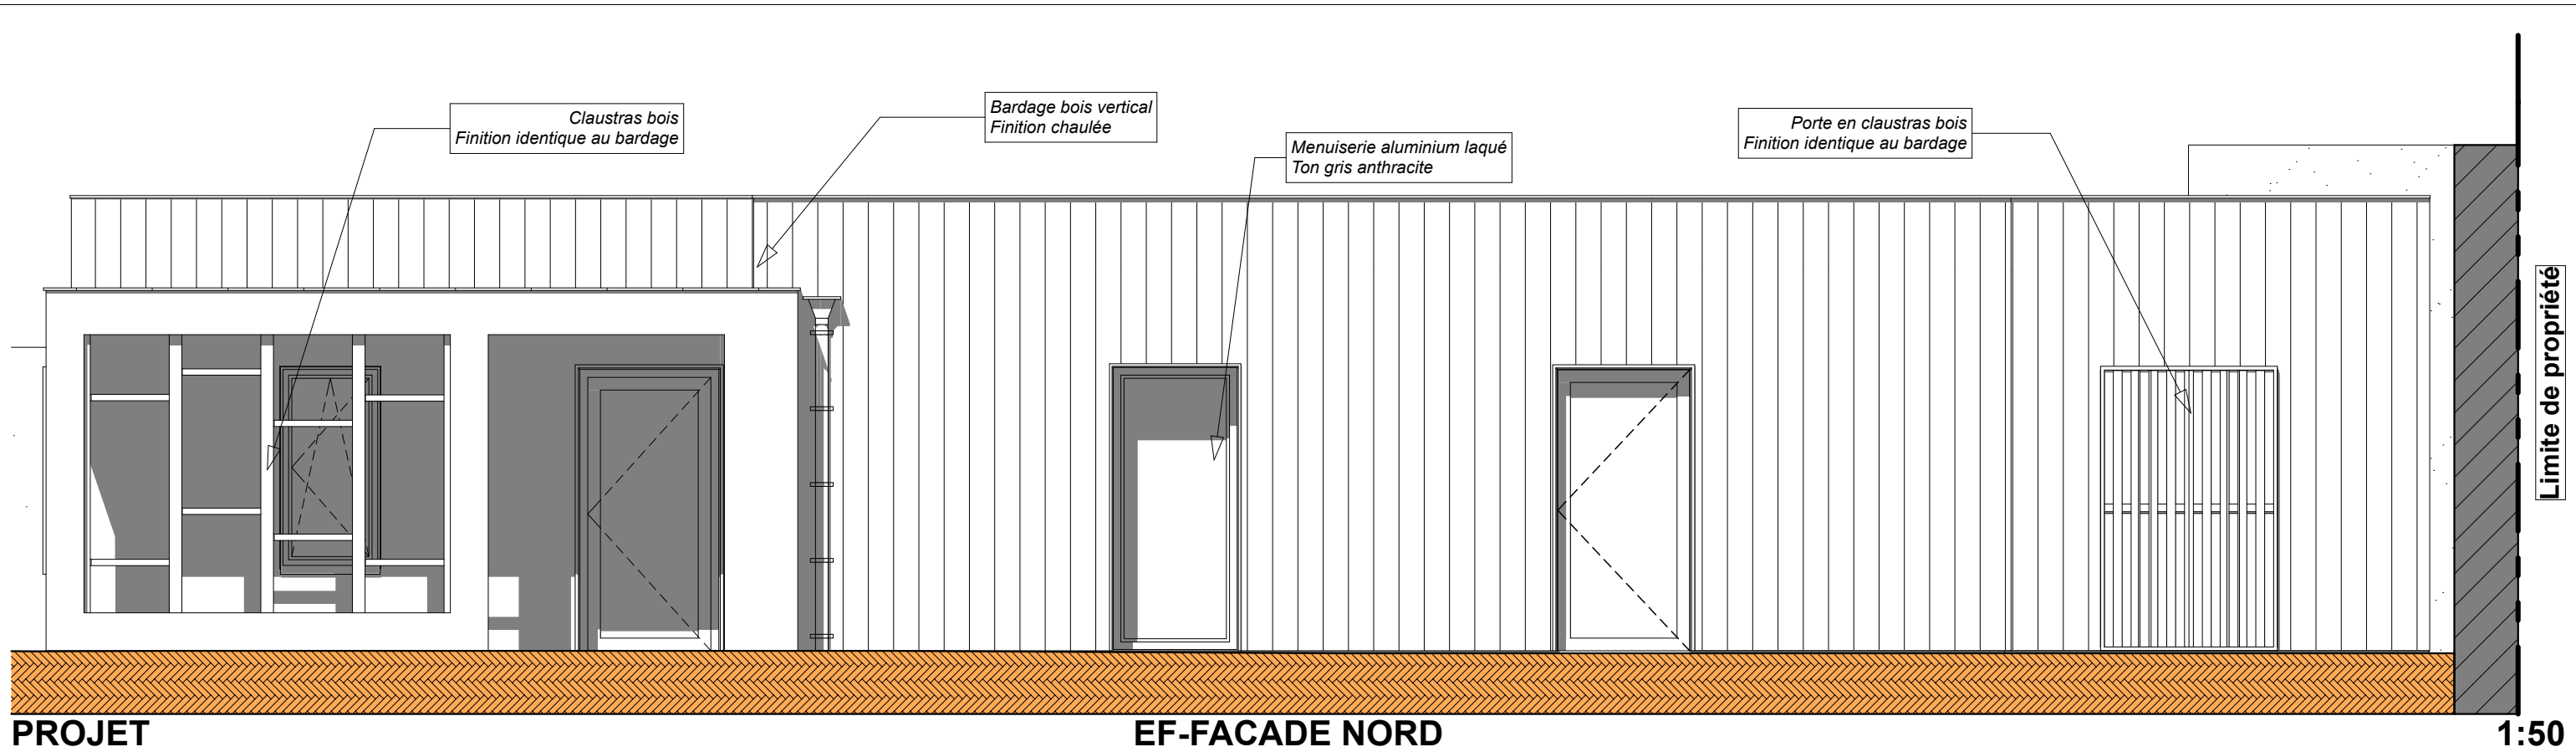 Claustras bois
Finition identique au bardage
Bardage bois vertical
Finition chaulée
Menuiserie aluminium laqué
Ton gris anthracite
Porte en claustras bois
Finition identique au bardage
Limite de propriété
PROJET
EF-FACADE NORD
1:50